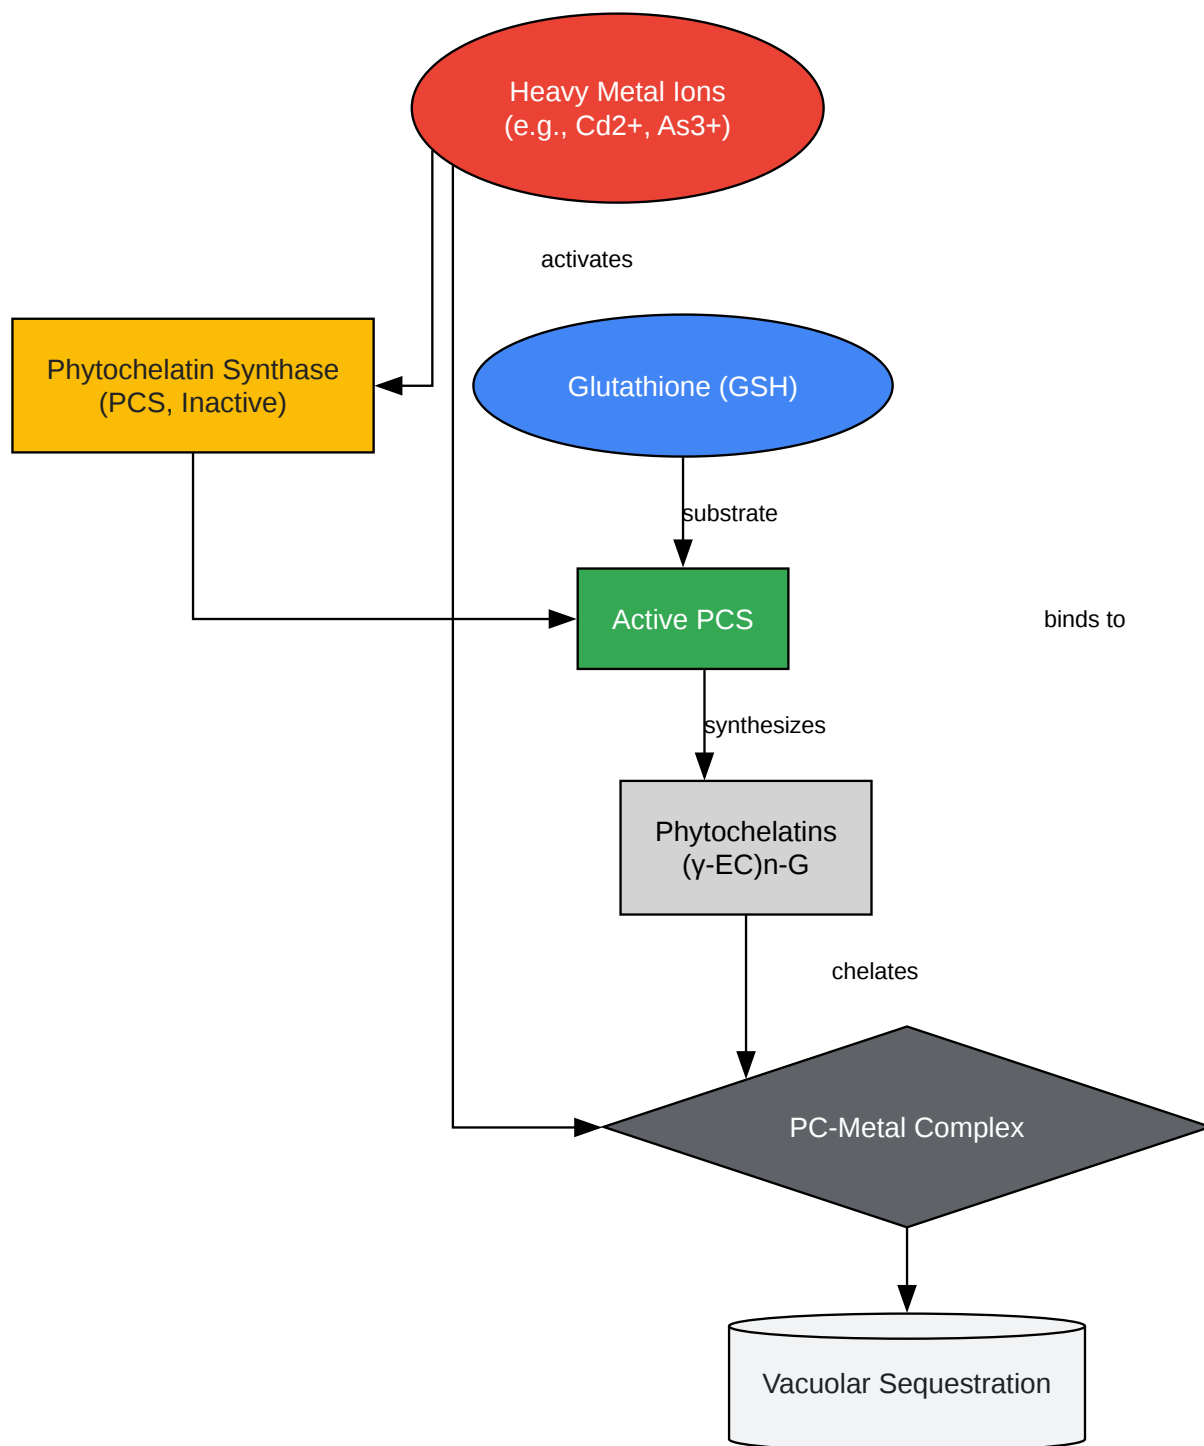 Heavy Metal Ions
(e.g., Cd2+, As3+)
activates
Phytochelatin Synthase
(PCS, Inactive)
Glutathione (GSH)
substrate
Active PCS
binds to
synthesizes
Phytochelatins
(γ-EC)n-G
chelates
PC-Metal Complex
Vacuolar Sequestration